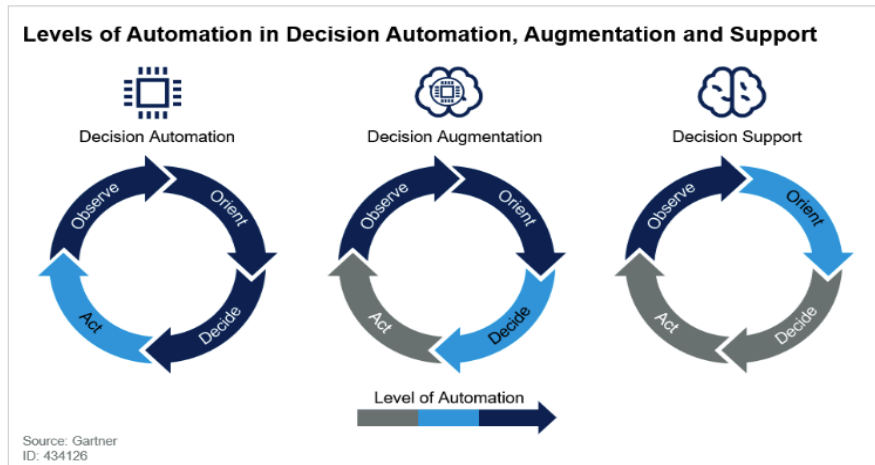 Levels of Automation in Decision Automation, Augmentation and Support
Decision Automation
Decision Augmentation
Decision Support
Observe
Orient
Decide
Act
Observe
Orient
Decide
Act
Observe
Orient
Decide
Act
Level of Automation
Source: Gartner
ID: 434126